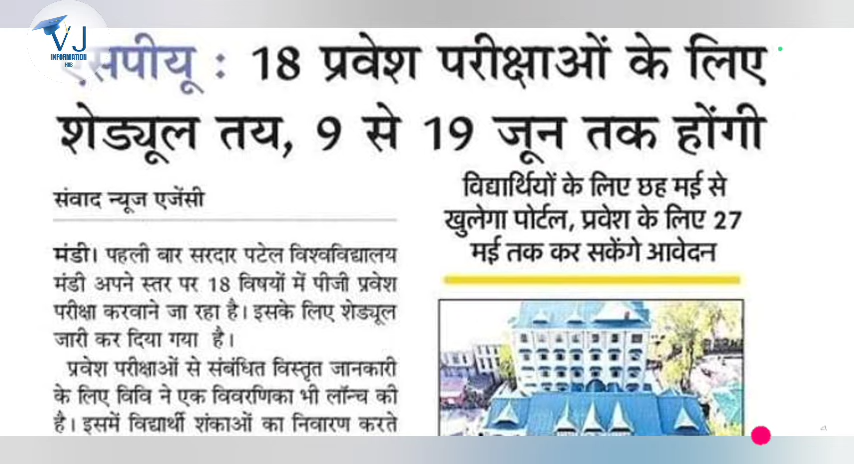 VJ
INFORMATION
HUB
एसपीयू : 18 प्रवेश परीक्षाओं के लिए
शेड्यूल तय, 9 से 19 जून तक होंगी
संवाद न्यूज एजेंसी
मंडी। पहली बार सरदार पटेल विश्वविद्यालय
मंडी अपने स्तर पर 18 विषयों में पीजी प्रवेश
परीक्षा करवाने जा रहा है। इसके लिए शेड्यूल
जारी कर दिया गया है।
प्रवेश परीक्षाओं से संबंधित विस्तृत जानकारी
के लिए विवि ने एक विवरणिका भी लॉन्च की
है। इसमें विद्यार्थी शंकाओं का निवारण करते
विद्यार्थियों के लिए छह मई से
खुलेगा पोर्टल, प्रवेश के लिए 27
मई तक कर सकेंगे आवेदन